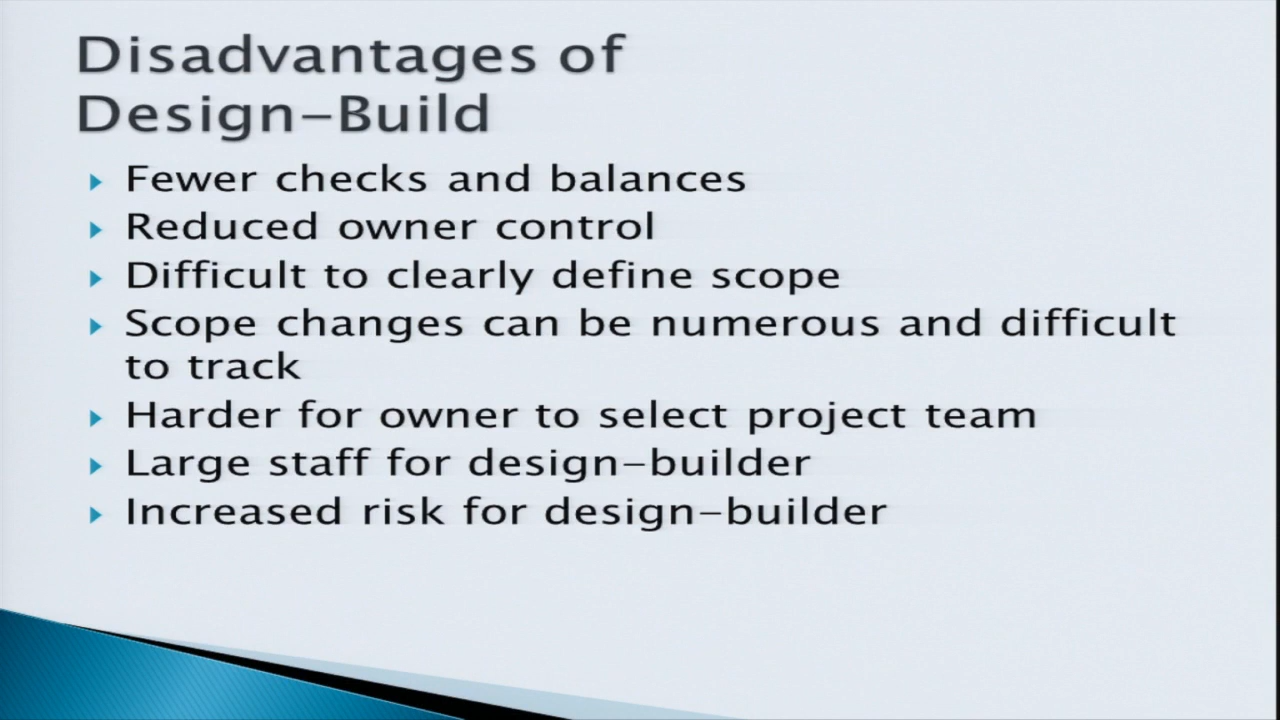 Disadvantages of
Design-Build
Fewer checks and balances
Reduced owner control
Difficult to clearly define scope
Scope changes can be numerous and difficult
to track
Harder for owner to select project team
Large staff for design-builder
Increased risk for design-builder